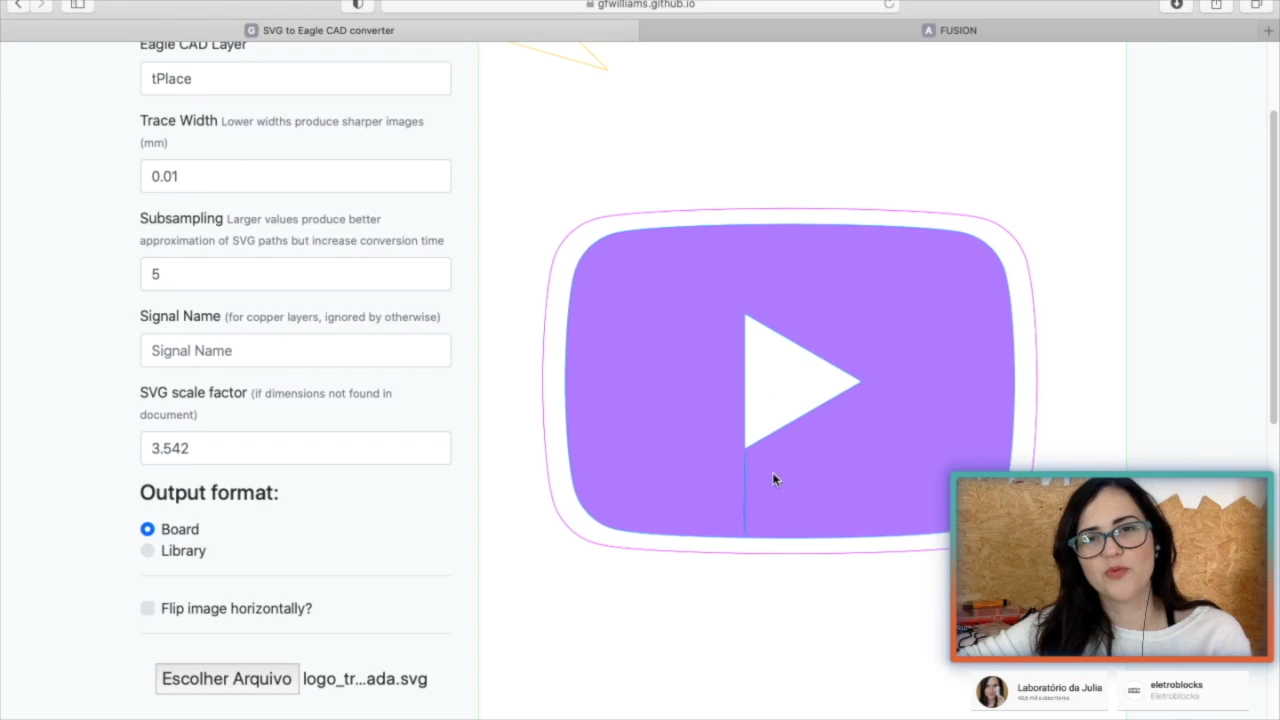 gfwilliams.github.io
SVG to Eagle CAD converter
FUSION
Eagle CAD Layer
tPlace
Trace Width Lower widths produce sharper images
(mm)
0.01
Subsampling Larger values produce better
approximation of SVG paths but increase conversion time
5
Signal Name (for copper layers, ignored by otherwise)
Signal Name
SVG scale factor (if dimensions not found in
document)
3.542
Output format:
Board
Library
Flip image horizontally?
Escolher Arquivo logo_tr...ada.svg
Laboratório da Julia
eletroblocks
Eletroblocks